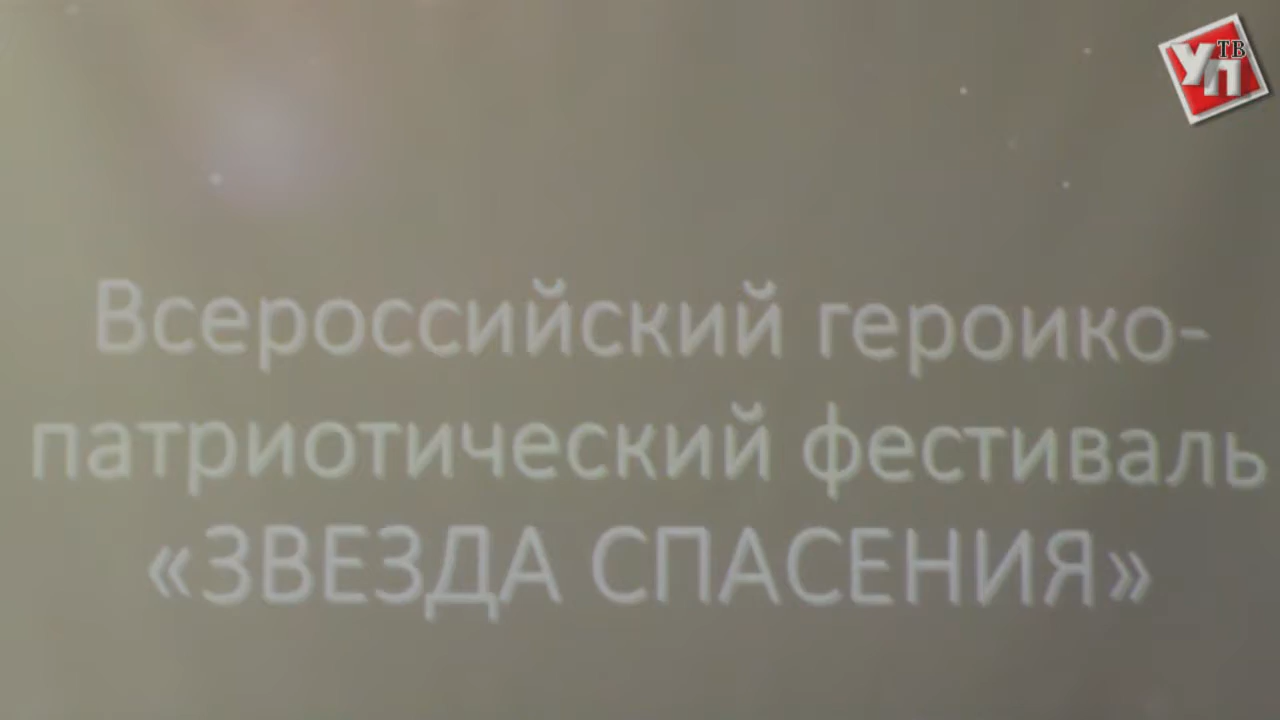 УП ТВ
Всероссийский героико-
патриотический фестиваль
«ЗВЕЗДА СПАСЕНИЯ»